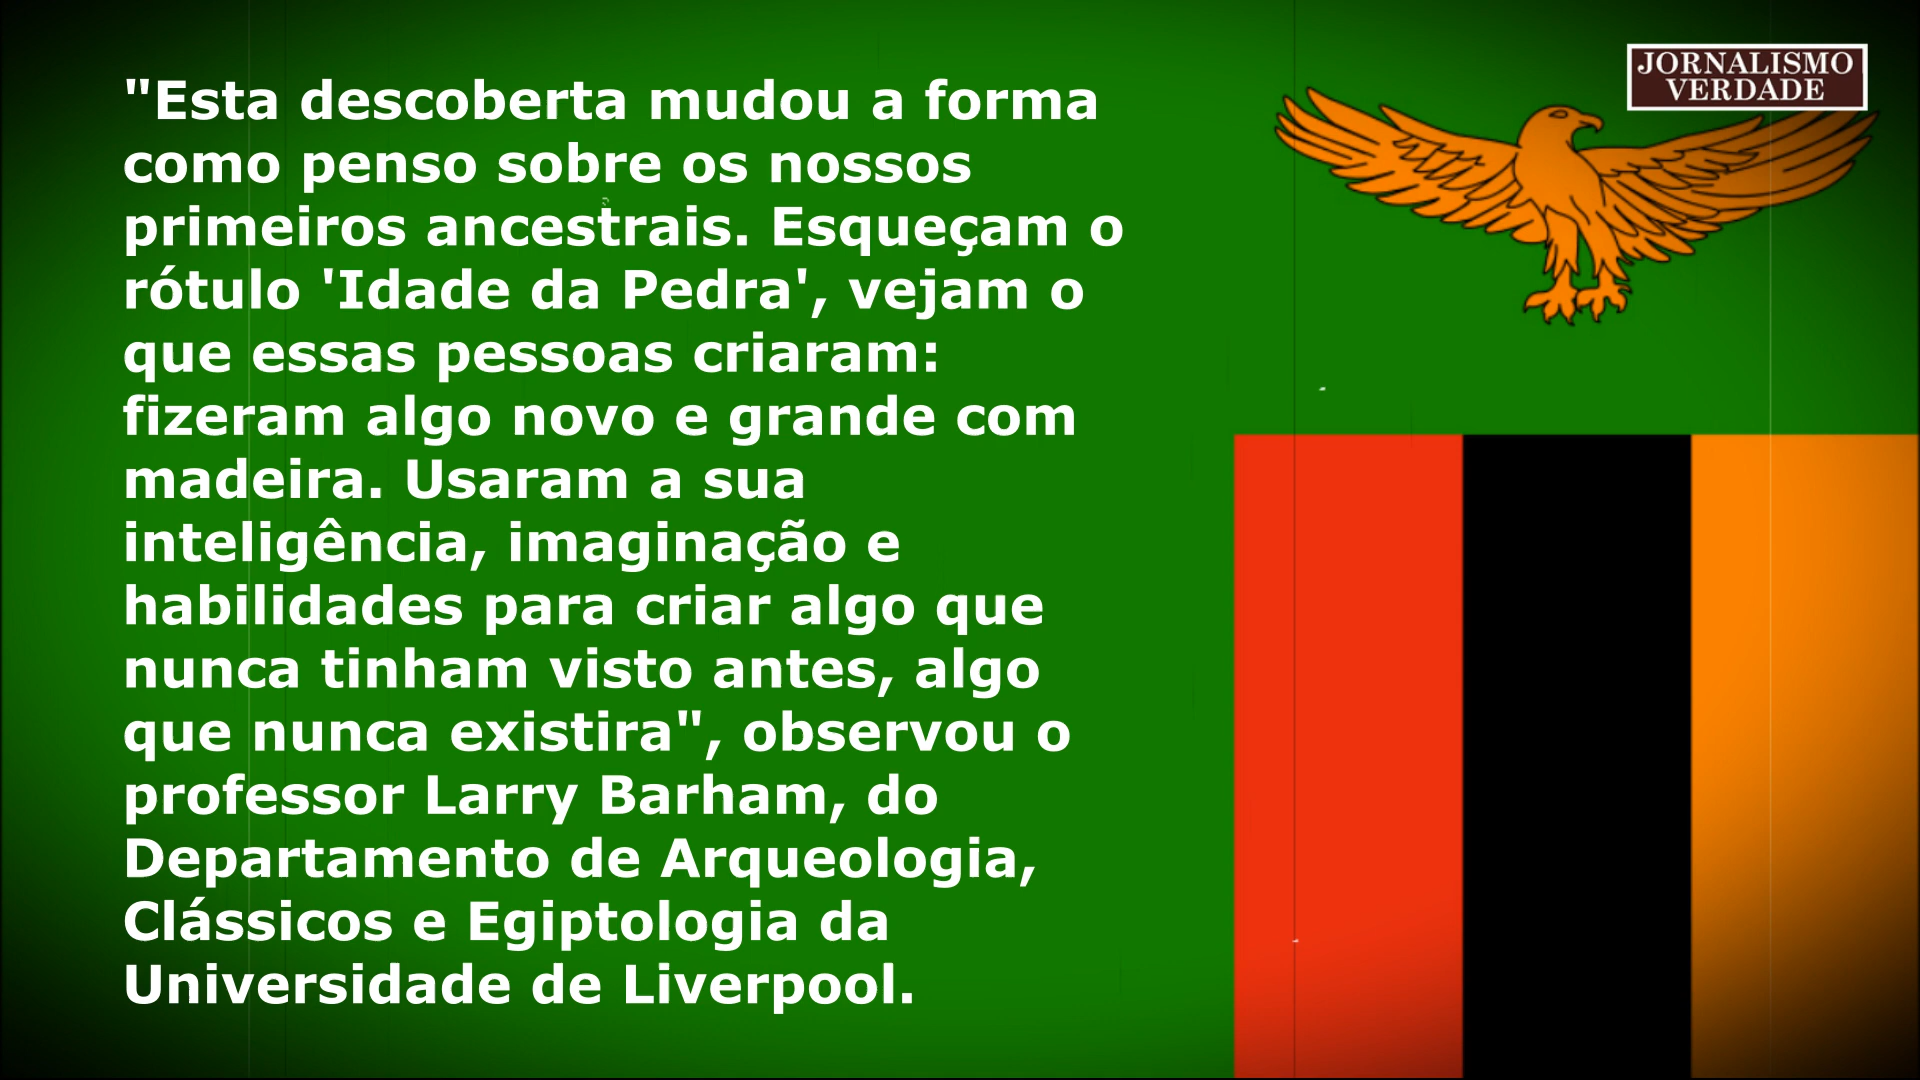 "Esta descoberta mudou a forma
como penso sobre os nossos
primeiros ancestrais. Esqueçam o
rótulo 'Idade da Pedra', vejam o
que essas pessoas criaram:
fizeram algo novo e grande com
madeira. Usaram a sua
inteligência, imaginação e
habilidades para criar algo que
nunca tinham visto antes, algo
que nunca existira", observou o
professor Larry Barham, do
Departamento de Arqueologia,
Clássicos e Egiptologia da
Universidade de Liverpool.
JORNALISMO
VERDADE